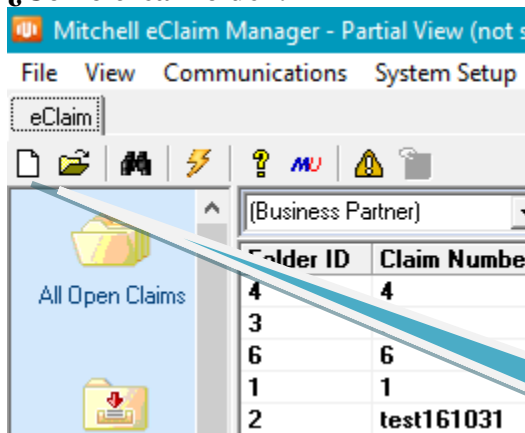 Mitchell eClaim Manager - Partial View (not s
File View Communications System Setup
eClaim
? MU
(Business Partner)
Folder ID Claim Numbe
All Open Claims
4 4
3
6 6
1 1
2 test161031